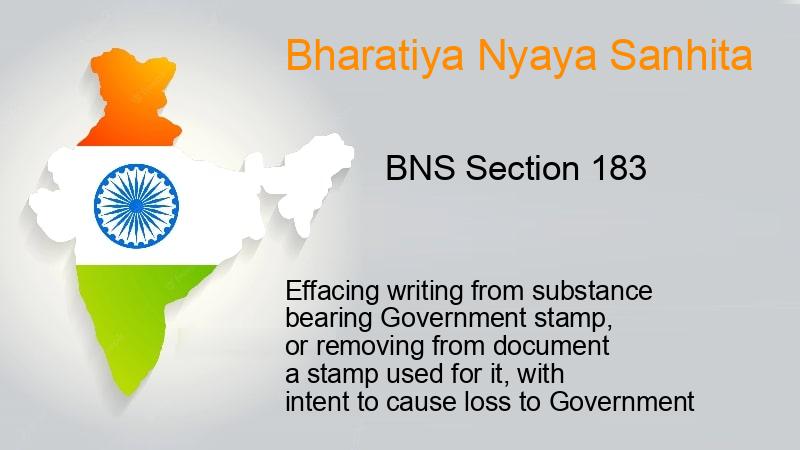 Bharatiya Nyaya Sanhita
BNS Section 183
Effacing writing from substance
bearing Government stamp,
or removing from document
a stamp used for it, with
intent to cause loss to Government